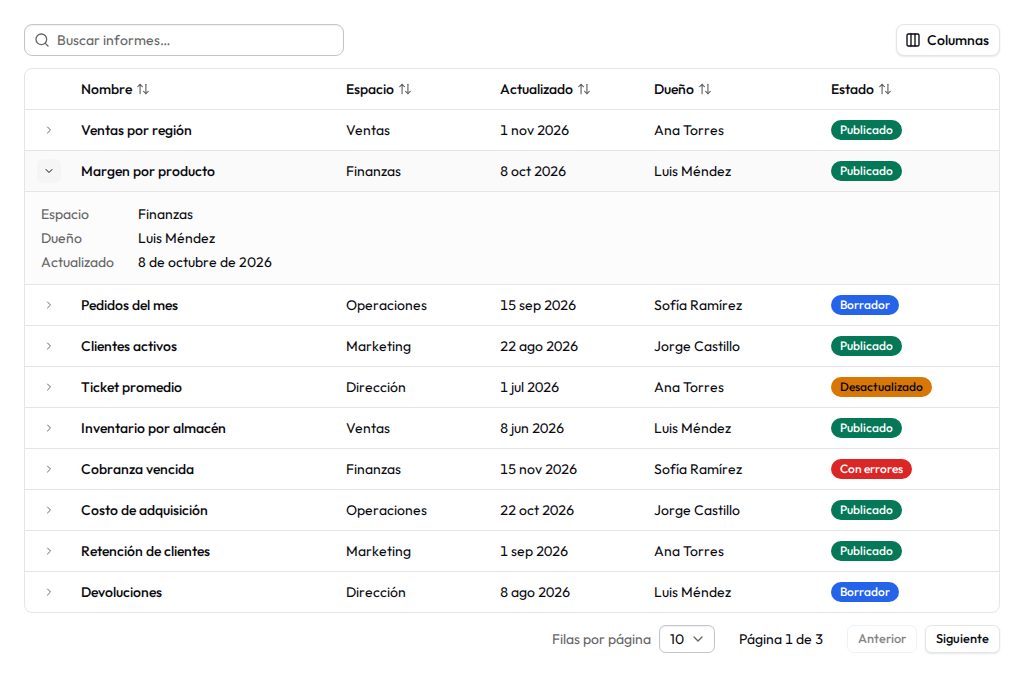 Buscar informes...
Columnas
Nombre Espacio Actualizado Dueño Estado
Ventas por región Ventas 1 nov 2026 Ana Torres Publicado
Margen por producto Finanzas 8 oct 2026 Luis Méndez Publicado
Espacio Finanzas
Dueño Luis Méndez
Actualizado 8 de octubre de 2026
Pedidos del mes Operaciones 15 sep 2026 Sofía Ramírez Borrador
Clientes activos Marketing 22 ago 2026 Jorge Castillo Publicado
Ticket promedio Dirección 1 jul 2026 Ana Torres Desactualizado
Inventario por almacén Ventas 8 jun 2026 Luis Méndez Publicado
Cobranza vencida Finanzas 15 nov 2026 Sofía Ramírez Con errores
Costo de adquisición Operaciones 22 oct 2026 Jorge Castillo Publicado
Retención de clientes Marketing 1 sep 2026 Ana Torres Publicado
Devoluciones Dirección 8 ago 2026 Luis Méndez Borrador
Filas por página 10 Página 1 de 3 Anterior Siguiente